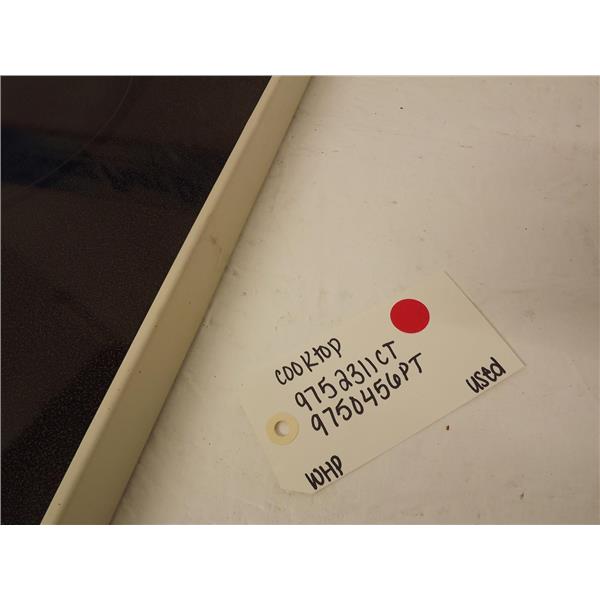 COOKtop
9752311CT
9750456PT
used
WHP